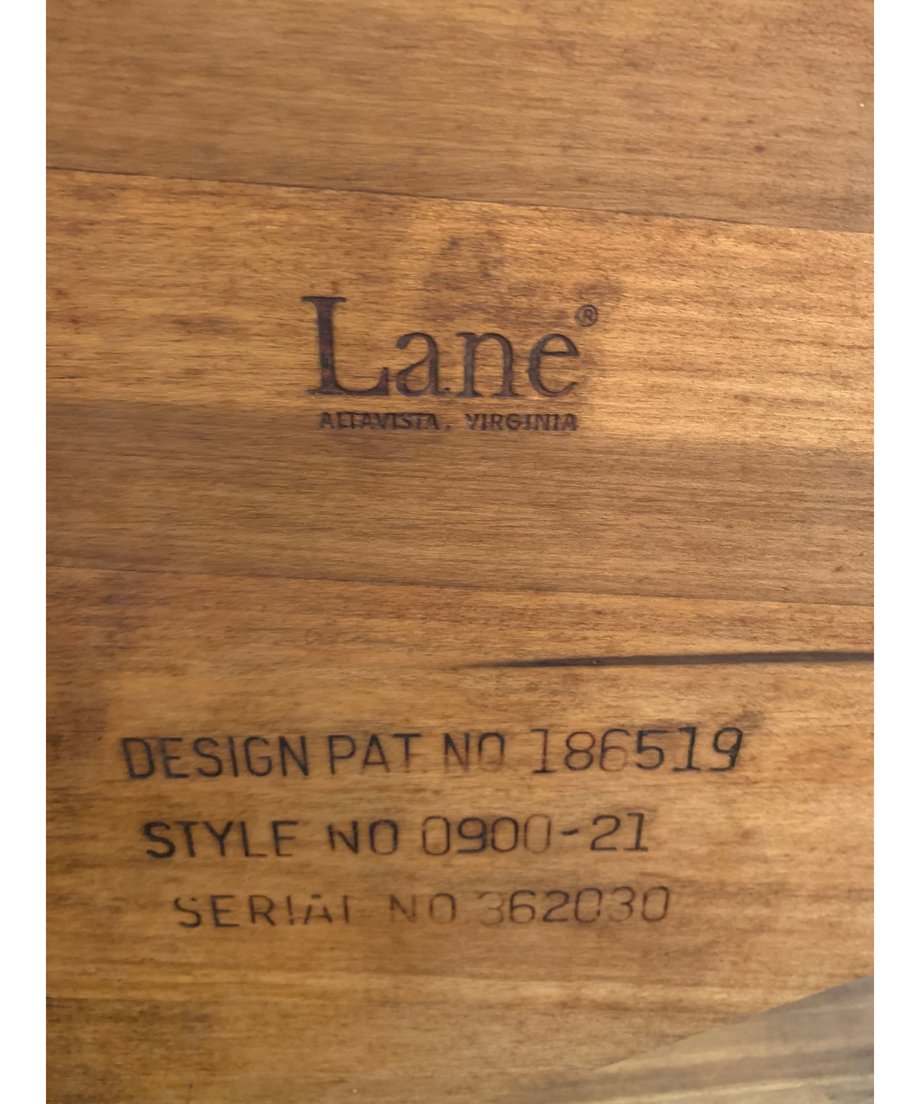 Lane®
ALTAVISTA, VIRGINIA
DESIGN PAT NO 186519
STYLE NO 0900-21
SERIAL NO 362030